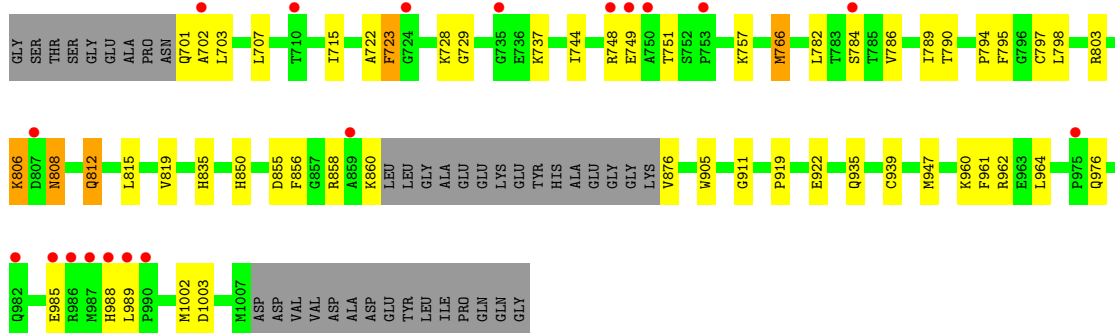 GLY SER THR SER GLY GLU ALA PRO ASN Q701 A702 L703 L707 T710 I715 A722 F723 G724 K728 G729 G735 E736 K737 I744 R748 E749 A750 T751 S752 P753 K757 M766 L782 T783 S784 T785 V786 I789 T790 P794 F795 G796 C797 L798 R803
K806 D807 N808 Q812 L815 V819 H835 H850 D855 F856 G857 R858 A859 K860 LEU LEU GLY ALA GLU GLU LYS GLU TYR HIS ALA GLU GLY GLY LYS V876 W905 G911 P919 E922 Q935 C939 M947 K960 F961 R962 E963 L964 P975 Q976
Q982 E985 R986 M987 H988 L989 P990 M1002 D1003 M1007 ASP ASP VAL VAL ASP ALA ASP GLU TYR LEU ILE PRO GLN GLN GLY